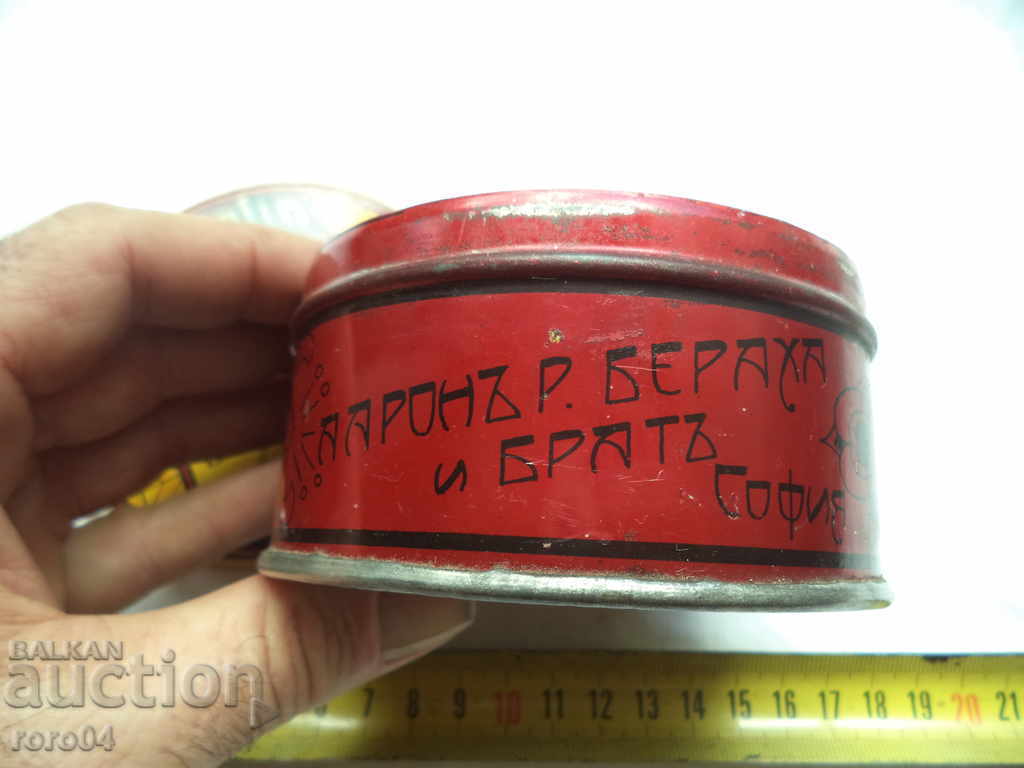 ААРОНЪ Р. БЕРАХА
и БРАТЪ
СОФИЯ
BALKAN
auction
roro04
7 8 9 10 11 12 13 14 15 16 17 18 19 20 21